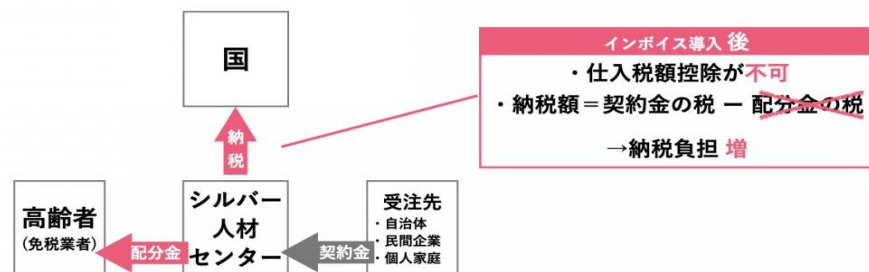 国
納税
インボイス導入 後
・仕入税額控除が不可
・納税額＝契約金の税 ー 配分金の税
→納税負担 増
高齢者
(免税業者)
配分金
シルバー
人材
センター
契約金
受注先
・自治体
・民間企業
・個人家庭